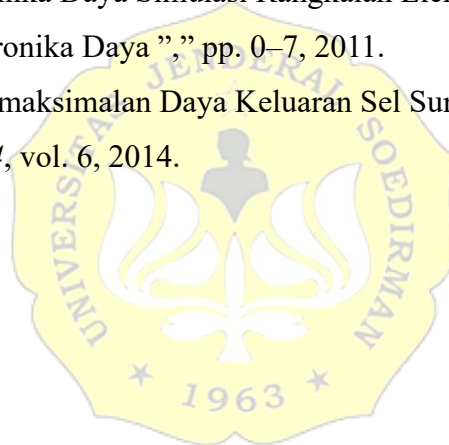 nika Daya Simulasi Rangkaian Elek
ronika Daya ”,” pp. 0–7, 2011.
maksimalan Daya Keluaran Sel Sur
, vol. 6, 2014.
UNIVERSITAS JENDERAL SOEDIRMAN
* 1963 *